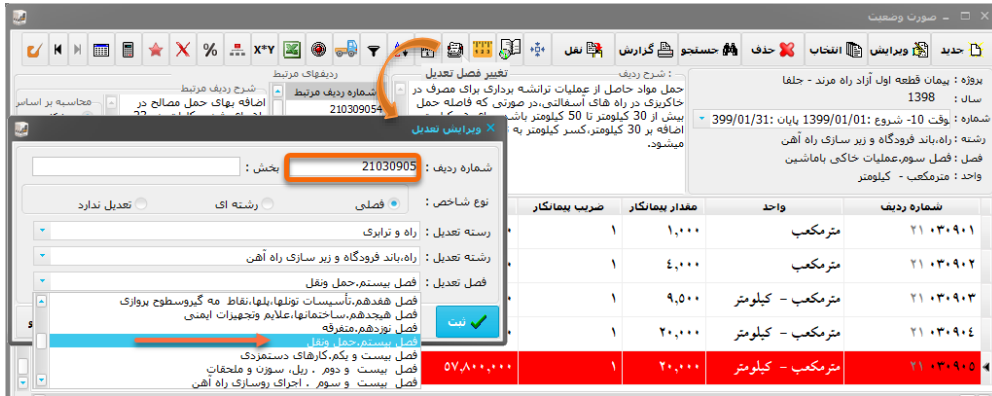 صورت وضعیت
جدید
ویرایش
انتخاب
حذف
جستجو
گزارش
نقل
X*Y
%
پروژه : پیمان قطعه اول آزاد راه مرند - جلفا
سال : 1398
شماره : موقت 10- شروع :1399/01/01 پایان :399/01/31
رشته : راه،باند فرودگاه و زیر سازی راه آهن
فصل : فصل سوم.عملیات خاکی باماشین
واحد : مترمکعب - کیلومتر
شرح ردیف :
تغییر فصل تعدیل
حمل مواد حاصل از عملیات ترانشه برداری برای مصرف در
خاکریزی در راه های آسفالتی،در صورتی که فاصله حمل
بیش از 30 کیلومتر تا 50 کیلومتر باشد
اضافه بر 30 کیلومتر،کسر کیلومتر به
میشود.
ردیفهای مرتبط
شماره ردیف مرتبط
210309054
شرح ردیف مرتبط
اضافه بهای حمل مصالح در
محاسبه بر اساس
ویرایش تعدیل
شماره ردیف : 21030905
بخش :
نوع شاخص : فصلی رشته ای تعدیل ندارد
رسته تعدیل : راه و ترابری
رشته تعدیل : راه،باند فرودگاه و زیر سازی راه آهن
فصل تعدیل : فصل بیستم.حمل ونقل
فصل هفدهم.تأسیسات تونلها،پلها،نقاط مه گیروسطوح پروازی
فصل هیجدهم.ساختمانها،علایم وتجهیزات ایمنی
فصل نوزدهم.متفرقه
فصل بیستم.حمل ونقل
فصل بیست و یکم.کارهای دستمزدی
فصل بیست و دوم . ریل، سوزن و ملحقات
فصل بیست و سوم . اجرای روسازی راه آهن
ثبت
شماره ردیف واحد مقدار پیمانکار ضریب پیمانکار
۲۱۰۳۰۹۰۱ مترمکعب ۱,۰۰۰ ۱
۲۱۰۳۰۹۰۲ مترمکعب ۴,۰۰۰ ۱
۲۱۰۳۰۹۰۳ مترمکعب - کیلومتر ۹,۵۰۰ ۱
۲۱۰۳۰۹۰۴ مترمکعب - کیلومتر ۲۰,۰۰۰ ۱
۲۱۰۳۰۹۰۵ مترمکعب - کیلومتر ۲۰,۰۰۰ ۱ ۵۷,۸۰۰,۰۰۰